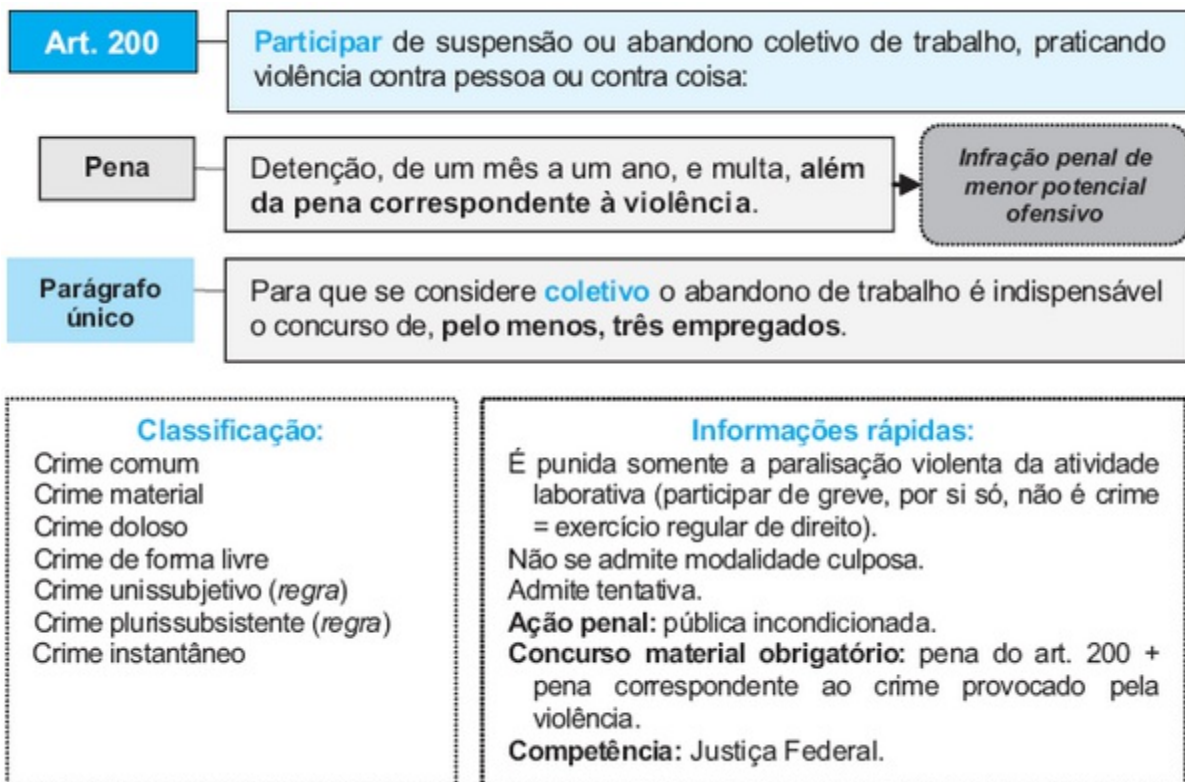 Art. 200
Participar de suspensão ou abandono coletivo de trabalho, praticando
violência contra pessoa ou contra coisa:
Pena
Detenção, de um mês a um ano, e multa, além
da pena correspondente à violência.
Infração penal de
menor potencial
ofensivo
Parágrafo
único
Para que se considere coletivo o abandono de trabalho é indispensável
o concurso de, pelo menos, três empregados.
Classificação:
Crime comum
Crime material
Crime doloso
Crime de forma livre
Crime unissubjetivo (regra)
Crime plurissubsistente (regra)
Crime instantâneo
Informações rápidas:
É punida somente a paralisação violenta da atividade
laborativa (participar de greve, por si só, não é crime
= exercício regular de direito).
Não se admite modalidade culposa.
Admite tentativa.
Ação penal: pública incondicionada.
Concurso material obrigatório: pena do art. 200 +
pena correspondente ao crime provocado pela
violência.
Competência: Justiça Federal.